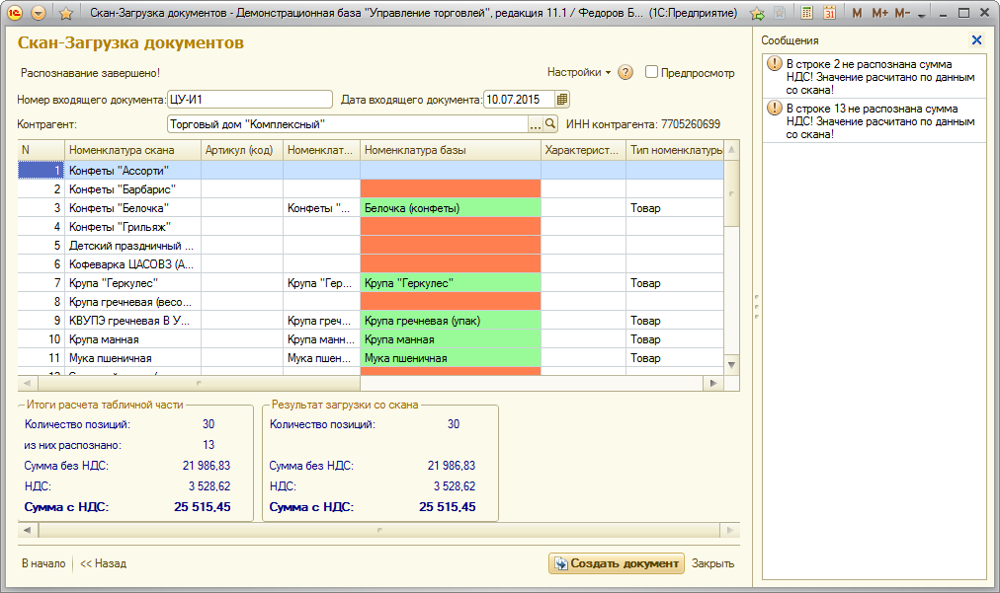 Скан-Загрузка документов - Демонстрационная база "Управление торговлей", редакция 11.1 / Федоров Б... (1С:Предприятие) 31 M M+ M-
Скан-Загрузка документов
Распознавание завершено! Настройки ? Предпросмотр
Номер входящего документа: ЦУ-И1 Дата входящего документа: 10.07.2015
Контрагент: Торговый дом "Комплексный" ... ИНН контрагента: 7705260699
N Номенклатура скана Артикул (код) Номенклат... Номенклатура базы Характерист... Тип номенклатуры
1 Конфеты "Ассорти"
2 Конфеты "Барбарис"
3 Конфеты "Белочка" Конфеты "... Белочка (конфеты) Товар
4 Конфеты "Грильяж"
5 Детский праздничный ...
6 Кофеварка ЦАСОВЗ (А...
7 Крупа "Геркулес" Крупа "Гер... Крупа "Геркулес" Товар
8 Крупа гречневая (весо...
9 КВУПЭ гречневая В У... Крупа греч... Крупа гречневая (упак) Товар
10 Крупа манная Крупа манн... Крупа манная Товар
11 Мука пшеничная Мука пшен... Мука пшеничная Товар
Итоги расчета табличной части
Количество позиций: 30
из них распознано: 13
Сумма без НДС: 21 986,83
НДС: 3 528,62
Сумма с НДС: 25 515,45
Результат загрузки со скана
Количество позиций: 30
Сумма без НДС: 21 986,83
НДС: 3 528,62
Сумма с НДС: 25 515,45
В начало << Назад Создать документ Закрыть
Сообщения
В строке 2 не распознана сумма
НДС! Значение расчитано по данным
со скана!
В строке 13 не распознана сумма
НДС! Значение расчитано по данным
со скана!